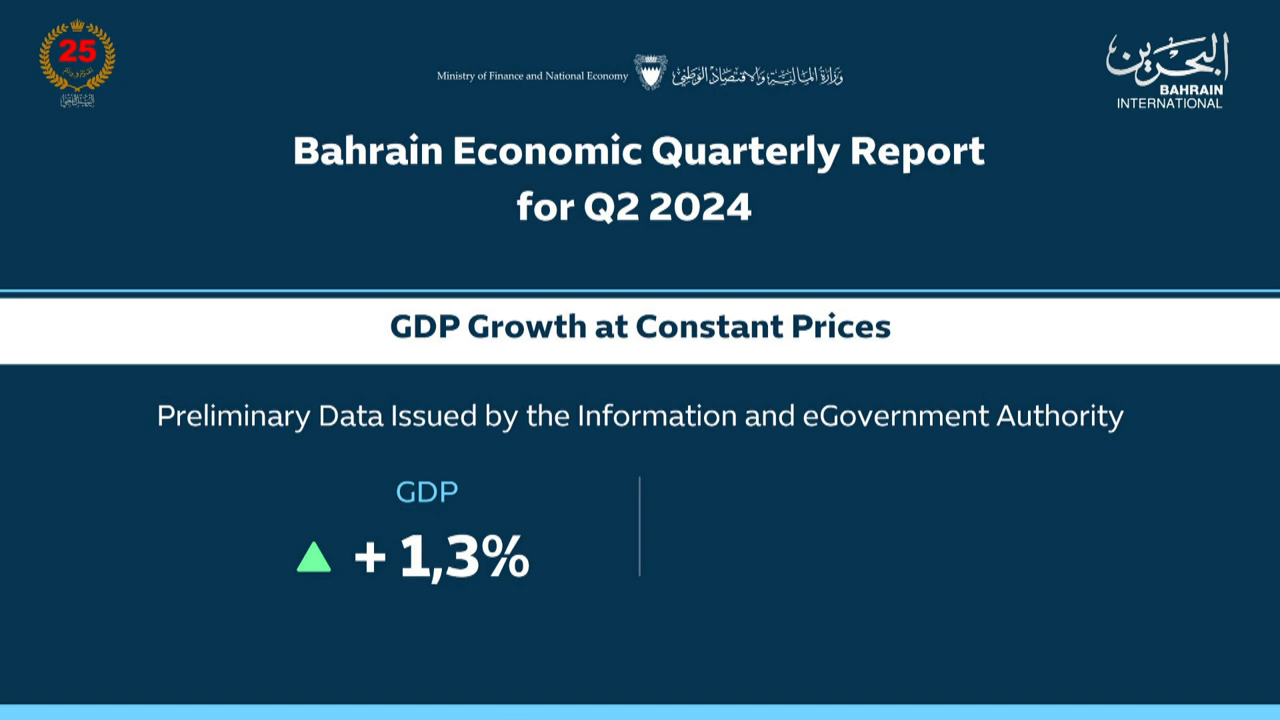 25
Ministry of Finance and National Economy
وزارة المالية والاقتصاد الوطني
البحرين
BAHRAIN
INTERNATIONAL
Bahrain Economic Quarterly Report
for Q2 2024
GDP Growth at Constant Prices
Preliminary Data Issued by the Information and eGovernment Authority
GDP
+ 1,3%